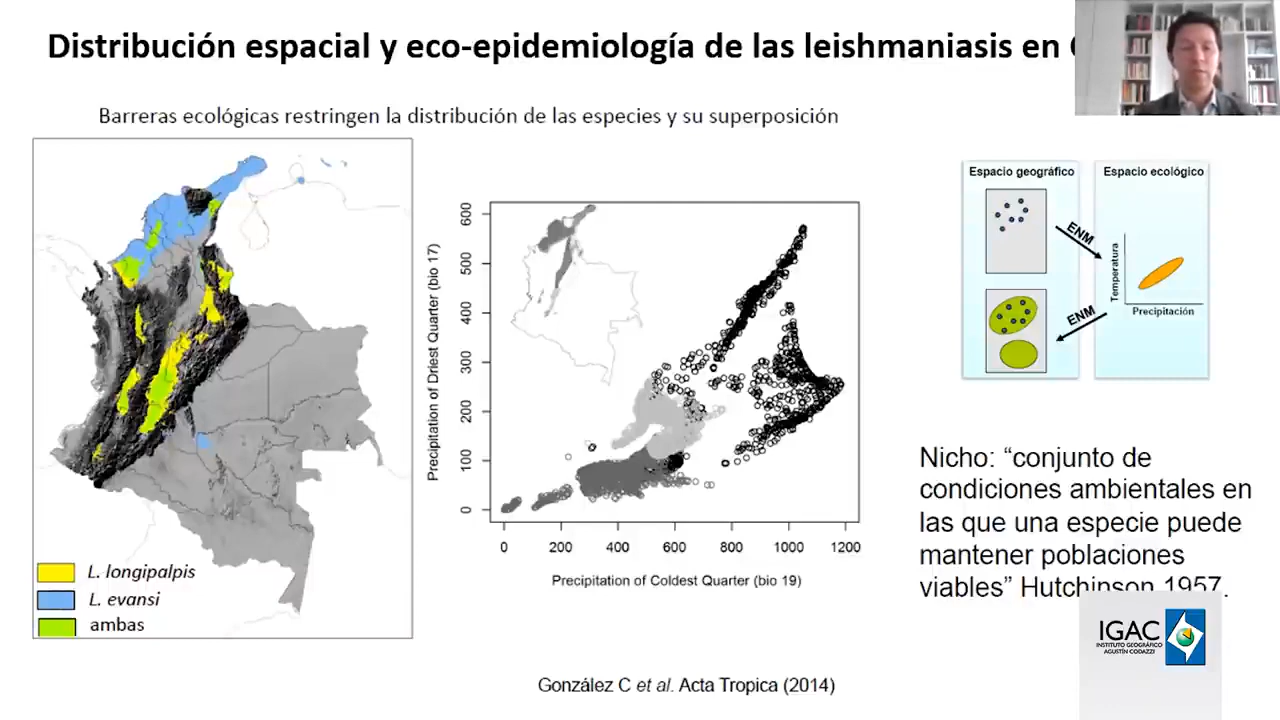 Distribución espacial y eco-epidemiología de las leishmaniasis en
Barreras ecológicas restringen la distribución de las especies y su superposición
L. longipalpis
L. evansi
ambas
Precipitation of Driest Quarter (bio 17)
600
500
400
300
200
100
0
0 200 400 600 800 1000 1200
Precipitation of Coldest Quarter (bio 19)
Espacio geográfico
Espacio ecológico
ENM
ENM
Temperatura
Precipitación
Nicho: “conjunto de
condiciones ambientales en
las que una especie puede
mantener poblaciones
viables” Hutchinson 1957.
IGAC
INSTITUTO GEOGRÁFICO
AGUSTÍN CODAZZI
González C et al. Acta Tropica (2014)